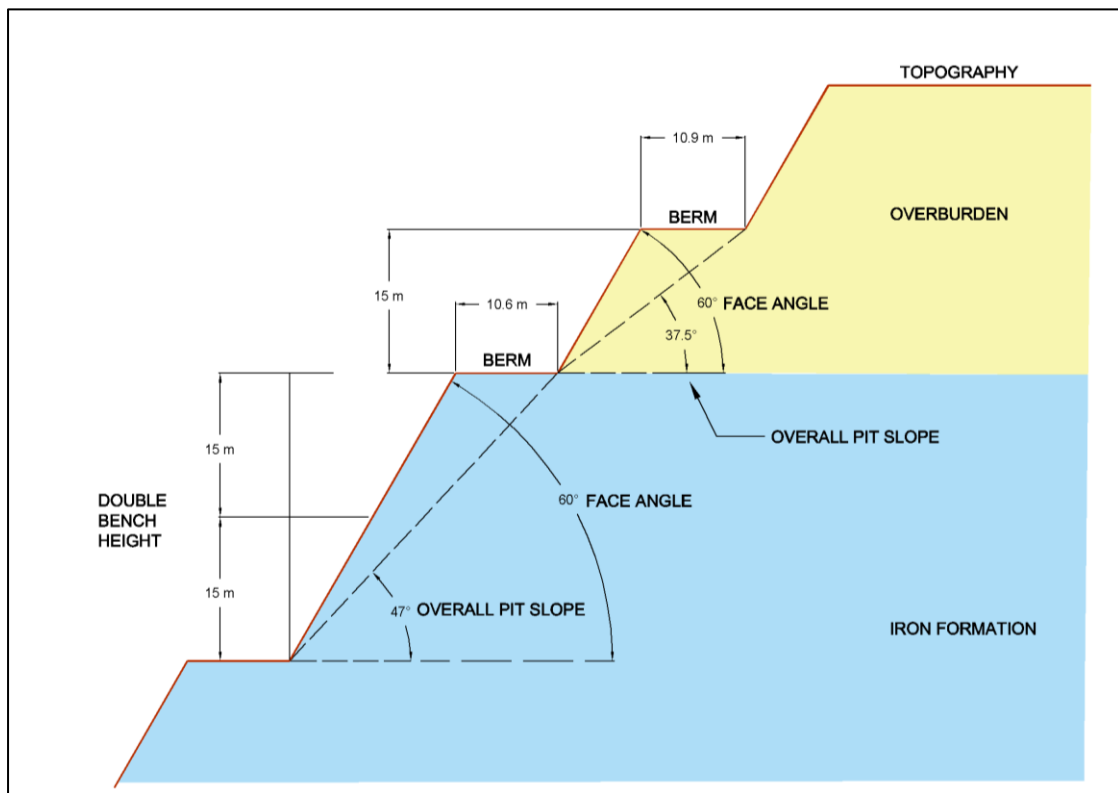 TOPOGRAPHY
10.9 m
BERM
OVERBURDEN
15 m
10.6 m
60° FACE ANGLE
37.5°
BERM
OVERALL PIT SLOPE
15 m
DOUBLE
BENCH
HEIGHT
60° FACE ANGLE
15 m
47° OVERALL PIT SLOPE
IRON FORMATION